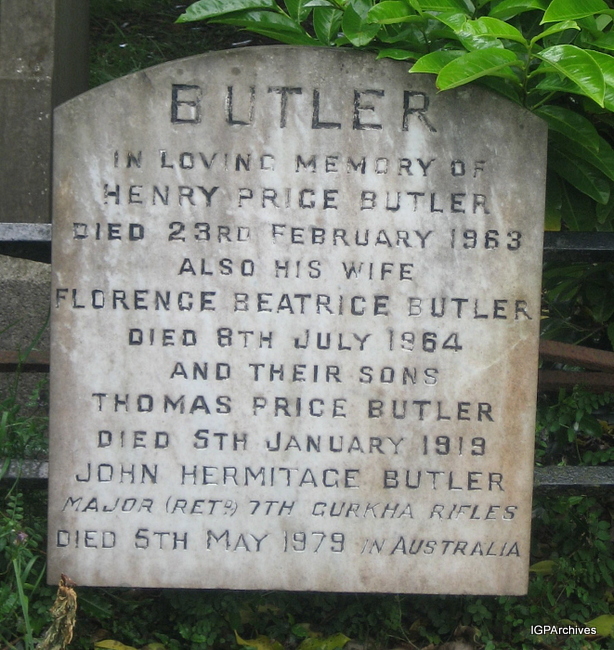 BUTLER
IN LOVING MEMORY OF
HENRY PRICE BUTLER
DIED 23RD FEBRUARY 1963
ALSO HIS WIFE
FLORENCE BEATRICE BUTLER
DIED 8TH JULY 1964
AND THEIR SONS
THOMAS PRICE BUTLER
DIED 5TH JANUARY 1919
JOHN HERMITAGE BUTLER
MAJOR (RETD) 7TH GURKHA RIFLES
DIED 5TH MAY 1979 IN AUSTRALIA
IGPArchives